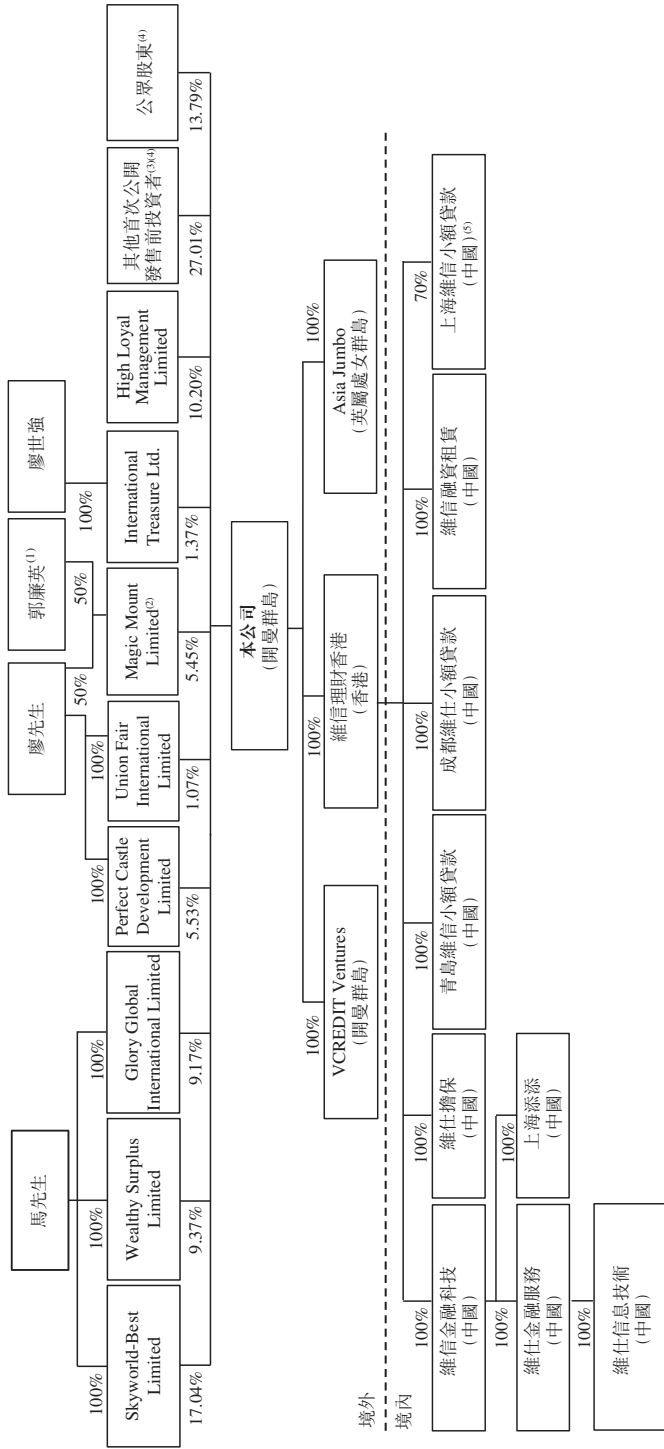 馬先生
廖先生
郭廉英(1)
廖世強
100%
100%
100%
100%
100%
50%
50%
100%
Skyworld-Best
Limited
Wealthy Surplus
Limited
Glory Global
International Limited
Perfect Castle
Development
Limited
Union Fair
International
Limited
Magic Mount
Limited(2)
International
Treasure Ltd.
High Loyal
Management
Limited
其他首次公開
發售前投資者(3)(4)
公眾股東(4)
17.04%
9.37%
9.17%
5.53%
1.07%
5.45%
1.37%
10.20%
27.01%
13.79%
本公司
(開曼群島)
100%
100%
100%
VCREDIT Ventures
(開曼群島)
維信理財香港
(香港)
Asia Jumbo
(英屬處女群島)
境外
境內
100%
100%
100%
100%
100%
70%
維信金融科技
(中國)
維仕擔保
(中國)
青島維信小額貸款
(中國)
成都維仕小額貸款
(中國)
維信融資租賃
(中國)
上海維信小額貸款
(中國)(5)
100%
100%
維仕金融服務
(中國)
上海添添
(中國)
100%
維仕信息技術
(中國)